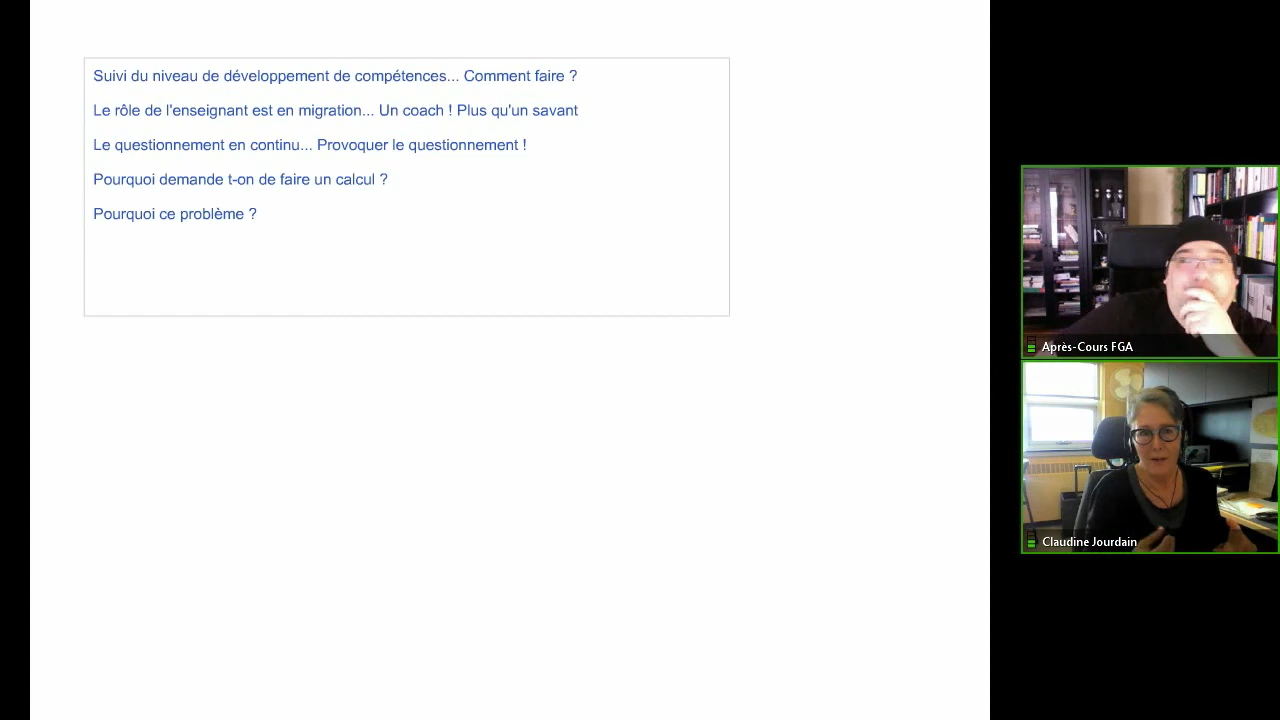 Suivi du niveau de développement de compétences... Comment faire ?
Le rôle de l'enseignant est en migration... Un coach ! Plus qu'un savant
Le questionnement en continu... Provoquer le questionnement !
Pourquoi demande t-on de faire un calcul ?
Pourquoi ce problème ?
Après-Cours FGA
Claudine Jourdain